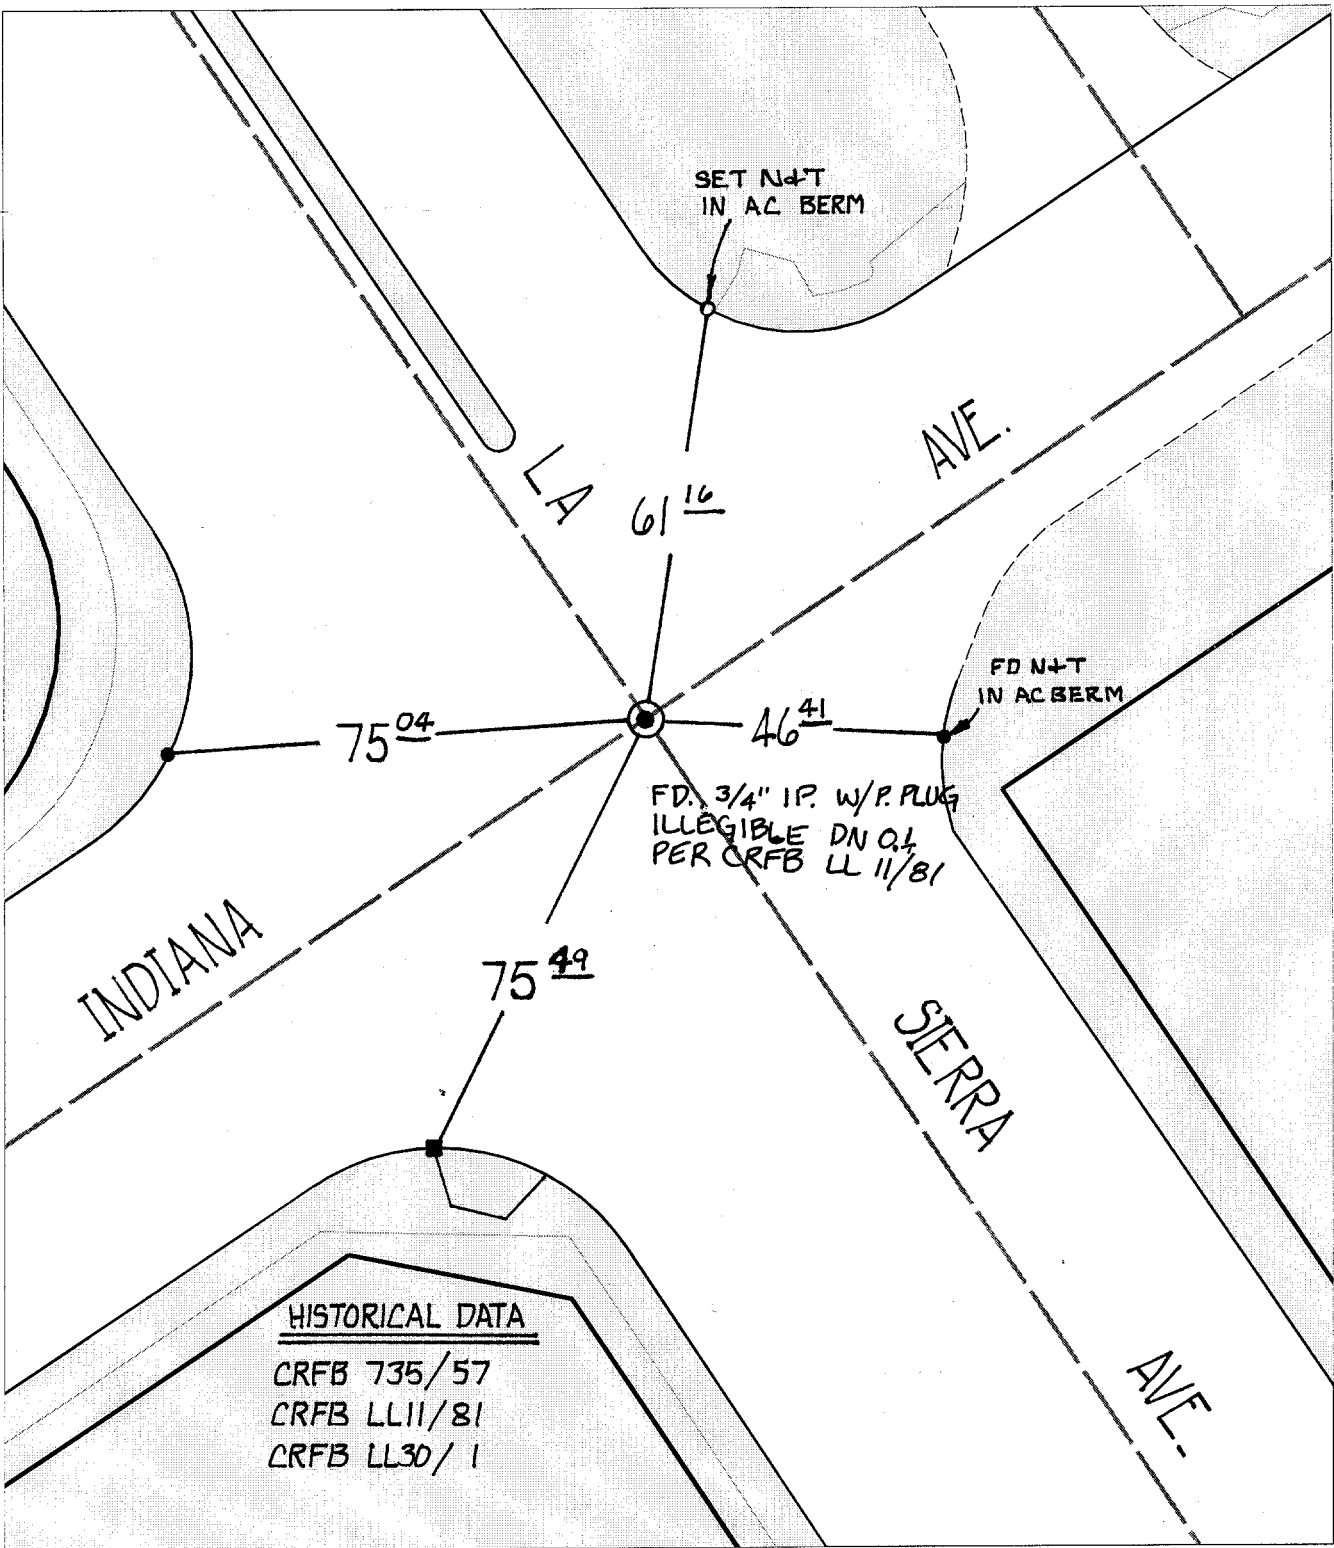 SET N&T
IN AC BERM
LA
AVE.
61 16
FD N&T
IN AC BERM
75 04
46 41
FD. 3/4" I.P. W/P. PLUG
ILLEGIBLE DN 0.1
PER CRFB LL 11/81
INDIANA
75 49
SIERRA
HISTORICAL DATA
CRFB 735/57
CRFB LL11/81
CRFB LL30/1
AVE.